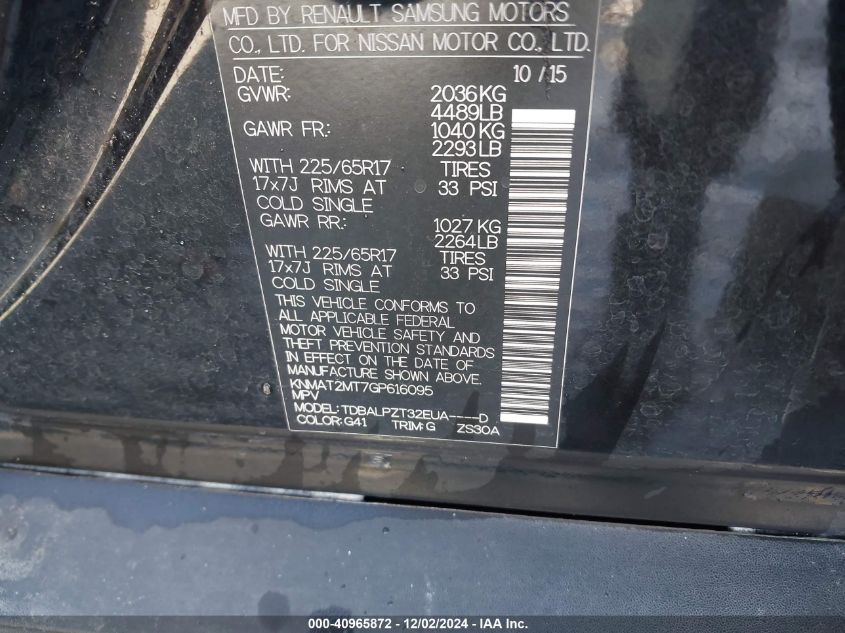 MFD BY RENAULT SAMSUNG MOTORS
CO., LTD. FOR NISSAN MOTOR CO., LTD.
DATE: 10 / 15
GVWR: 2036KG
4489LB
GAWR FR: 1040 KG
2293LB
WITH 225/65R17 TIRES
17x7J RIMS AT 33 PSI
COLD SINGLE
GAWR RR: 1027 KG
2264LB
WITH 225/65R17 TIRES
17x7J RIMS AT 33 PSI
COLD SINGLE
THIS VEHICLE CONFORMS TO
ALL APPLICABLE FEDERAL
MOTOR VEHICLE SAFETY AND
THEFT PREVENTION STANDARDS
IN EFFECT ON THE DATE OF
MANUFACTURE SHOWN ABOVE.
KNMAT2MT7GP616095
MPV
MODEL: TDBALPZT32EUA-----D
COLOR: G41 TRIM: G ZS30A
000-40965872 - 12/02/2024 - IAA Inc.